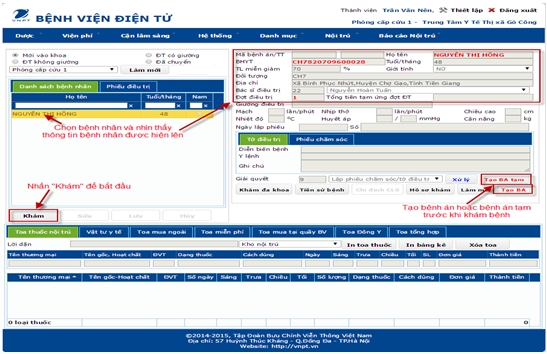 VNPT BỆNH VIỆN ĐIỆN TỬ
Thành viên Trần Văn Nên, Thiết lập Đăng xuất
Phòng cấp cứu 1 - Trung Tâm Y Tế Thị xã Gò Công
Dược Viện phí Cận lâm sàng Hệ thống Danh mục Nội trú Báo cáo Nội trú
Mới vào khoa ĐT có giường
ĐT không giường Đã chuyển
Phòng cấp cứu 1 Làm mới
Danh sách bệnh nhân Phiếu điều trị
Họ tên Tuổi/tháng Nam
NGUYỄN THỊ HỒNG 48
Chọn bệnh nhân và nhìn thấy
thông tin bệnh nhân được hiện lên
Nhấn "Khám" để bắt đầu
Khám Sửa Lưu Hủy
Mã bệnh án/TT Họ tên NGUYỄN THỊ HỒNG
BHYT CH7820709600028 Tuổi/tháng 48
TL miễn giảm 70 % Giới tính Nữ
Đối tượng CH7
Địa chỉ Xã Bình Phục Nhứt,Huyện Chợ Gạo,Tỉnh Tiền Giang
Bác sĩ điều trị 22 Nguyễn Hoàn Tuấn
Đợt điều trị 1 Tổng tiền tạm ứng đợt ĐT
Giường điều trị
Mạch lần/phút Nhịp thở lần/phút Chiều cao cm
Nhiệt độ °C Huyết áp / mmHg Cân nặng kg
Ngày lập phiếu Số
Tờ điều trị Phiếu chăm sóc
Diễn biến bệnh
Y lệnh
Ghi chú
Giải quyết 9 Lập phiếu chăm sóc/tờ điều trị Xử lý Tạo BA tạm
Khám đa khoa Tiền sử bệnh Chỉ định CLS Hồ sơ khám Làm mới Tạo BA
Tạo bệnh án hoặc bệnh án tạm
trước khi khám bệnh
Toa thuốc nội trú Vật tư y tế Toa mua ngoài Toa miễn phí Toa mua tại quầy BV Toa Đông Y Toa tổng hợp
Lời dặn Kho nội trú In toa thuốc In bảng kê Xóa toa
Tên thương mại Tên gốc, Hoạt chất ĐVT Dạng thuốc Cách dùng Ngày Sáng Trưa Chiều Tối SL Đơn giá Thành tiền
Tên thương mại Tên gốc-Hoạt chất ĐVT Số ngày Sáng Trưa Chiều Tối Số lượng Dạng thuốc Cách dùng Đơn giá Thành tiền
0 loại thuốc 0
©2014-2015, Tập Đoàn Bưu Chính Viễn Thông Việt Nam
Địa chỉ: 57 Huỳnh Thúc Kháng - Q.Đống Đa - TP.Hà Nội
Website: http://vnpt.vn